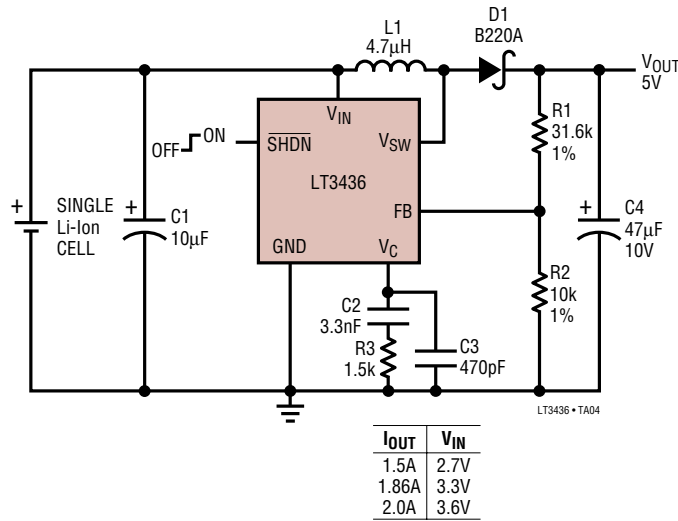 L1
4.7µH
D1
B220A
VOUT
5V
VIN
R1
31.6k
1%
OFF ON
SHDN
VSW
LT3436
+
SINGLE
Li-Ion
CELL
+
C1
10µF
FB
+
C4
47µF
10V
GND
VC
R2
10k
1%
C2
3.3nF
R3
1.5k
C3
470pF
LT3436 • TA04
IOUT VIN
1.5A 2.7V
1.86A 3.3V
2.0A 3.6V